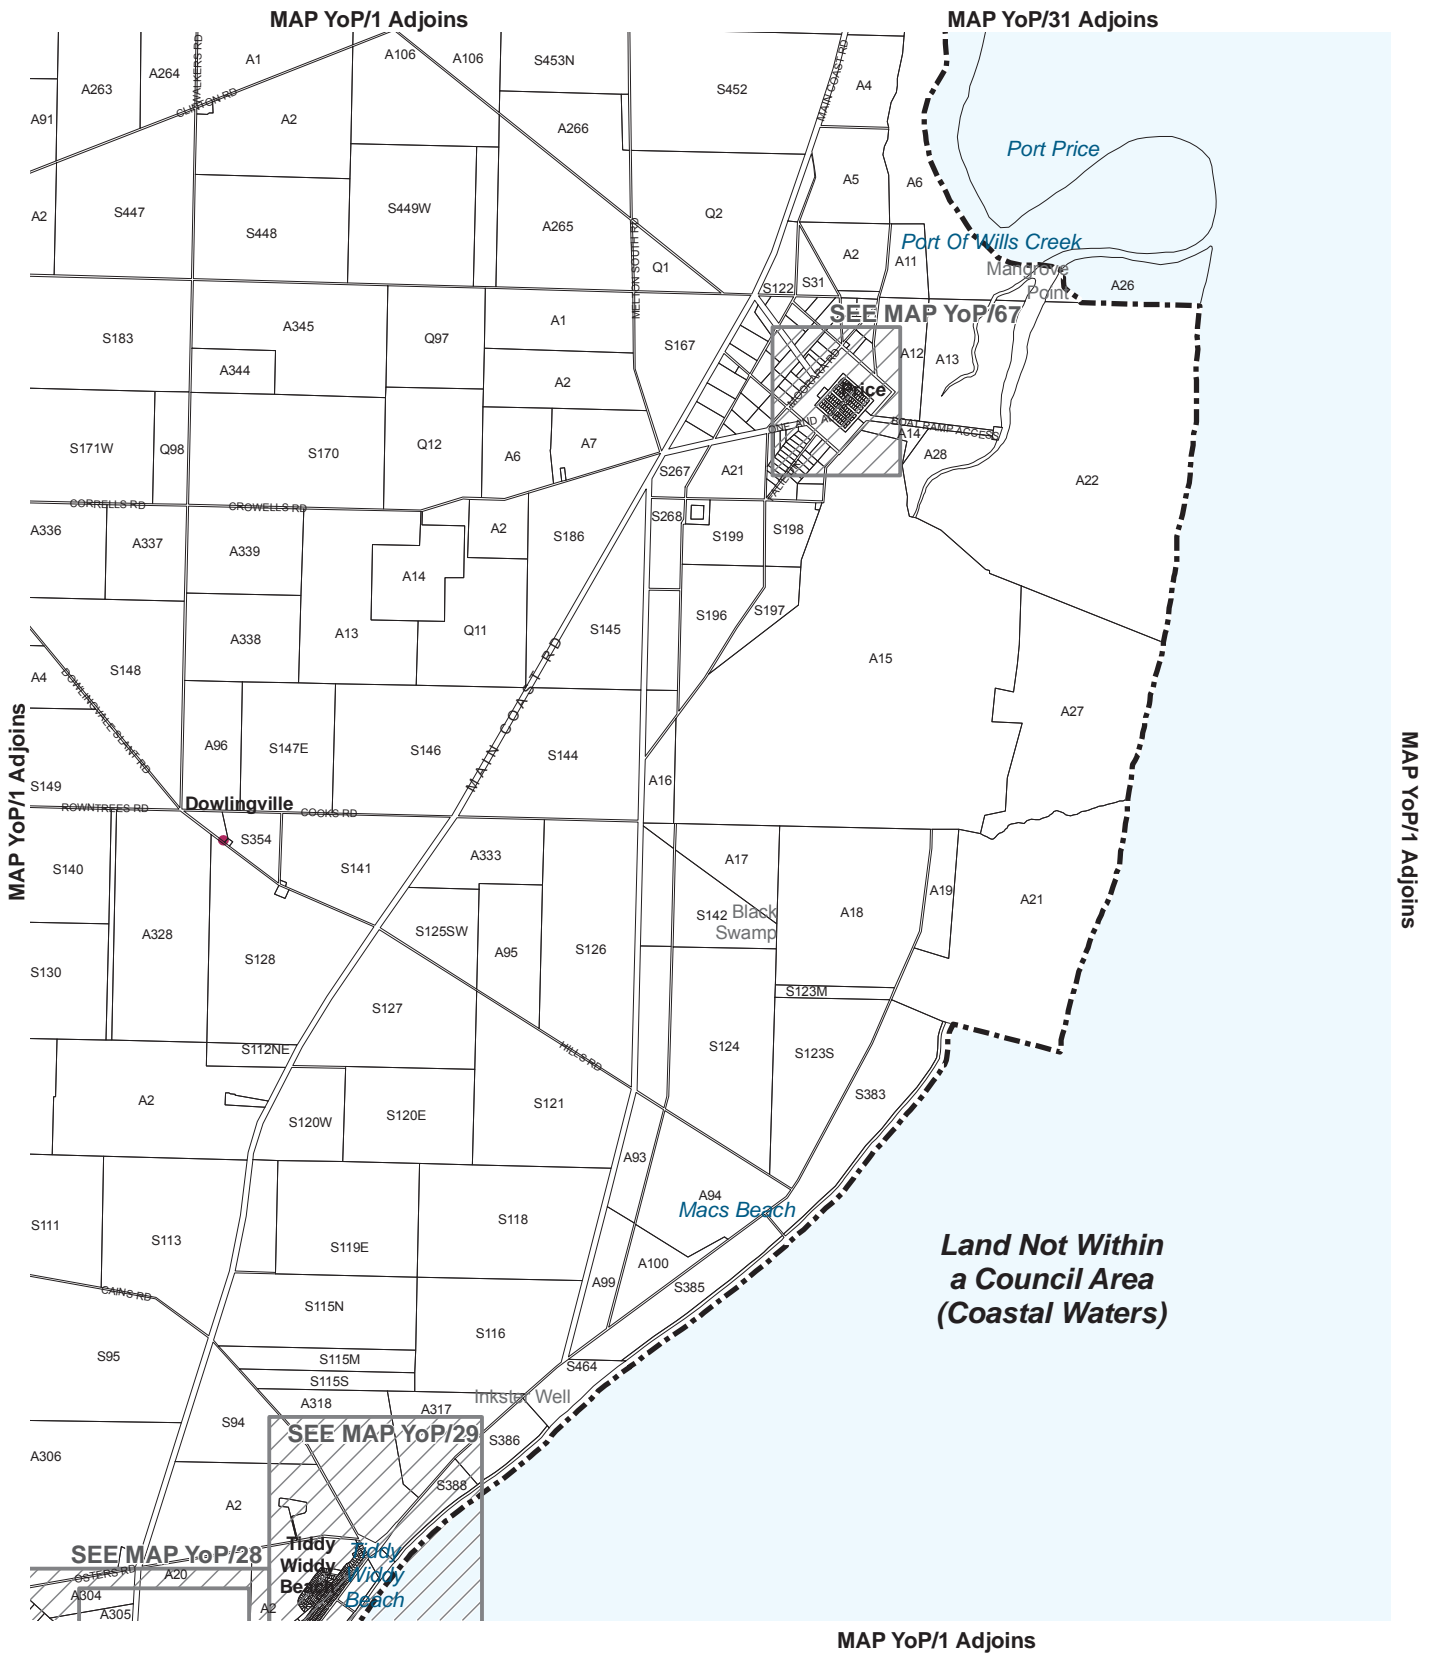 MAP YoP/1 Adjoins
MAP YoP/31 Adjoins
A263
A264
WALKERS RD
A1
A106
A106
S453N
S452
MAIN COAST RD
A4
A91
CLINTON RD
A2
A266
Port Price
A2
S447
S448
S449W
A265
Q2
A5
A6
MELTON SOUTH RD
Q1
A2
Port Of Wills Creek
A11
Mangrove
Point
S122
S31
A26
SEE MAP YoP/67
S183
A345
Q97
A1
S167
A344
A2
MOORARA RD
A12
A13
Price
S171W
Q98
S170
Q12
A6
A7
ONE AND A
BOAT RAMP ACCESS
A14
A28
S267
A21
A22
CORRELLS RD
CROWELLS RD
A336
A337
A339
A2
S186
S268
S199
S198
A14
A338
A13
Q11
S145
S196
S197
A15
S148
A4
DOWLINGVALE SLANT RD
MAIN COAST RD
A27
A96
S147E
S146
S144
A16
S149
ROWNTREES RD
Dowlingville
COOKS RD
S354
S140
S141
A333
A17
A18
A19
A21
S142
Black
Swamp
A328
S125SW
A95
S126
S130
S128
S127
S123M
S112NE
HILLS RD
S124
S123S
S383
A2
S120W
S120E
S121
A93
A94
Macs Beach
S111
S113
S119E
S118
A100
A99
S385
Land Not Within
a Council Area
(Coastal Waters)
CAINS RD
S115N
S116
S95
S115M
S115S
S464
Inkster Well
A318
A317
S94
SEE MAP YoP/29
S386
A306
S388
A2
Tiddy
Widdy
Beach
Tiddy
Widdy
Beach
SEE MAP YoP/28
OSTERS RD
A20
A304
A305
A2
MAP YoP/1 Adjoins
MAP YoP/1 Adjoins
MAP YoP/1 Adjoins